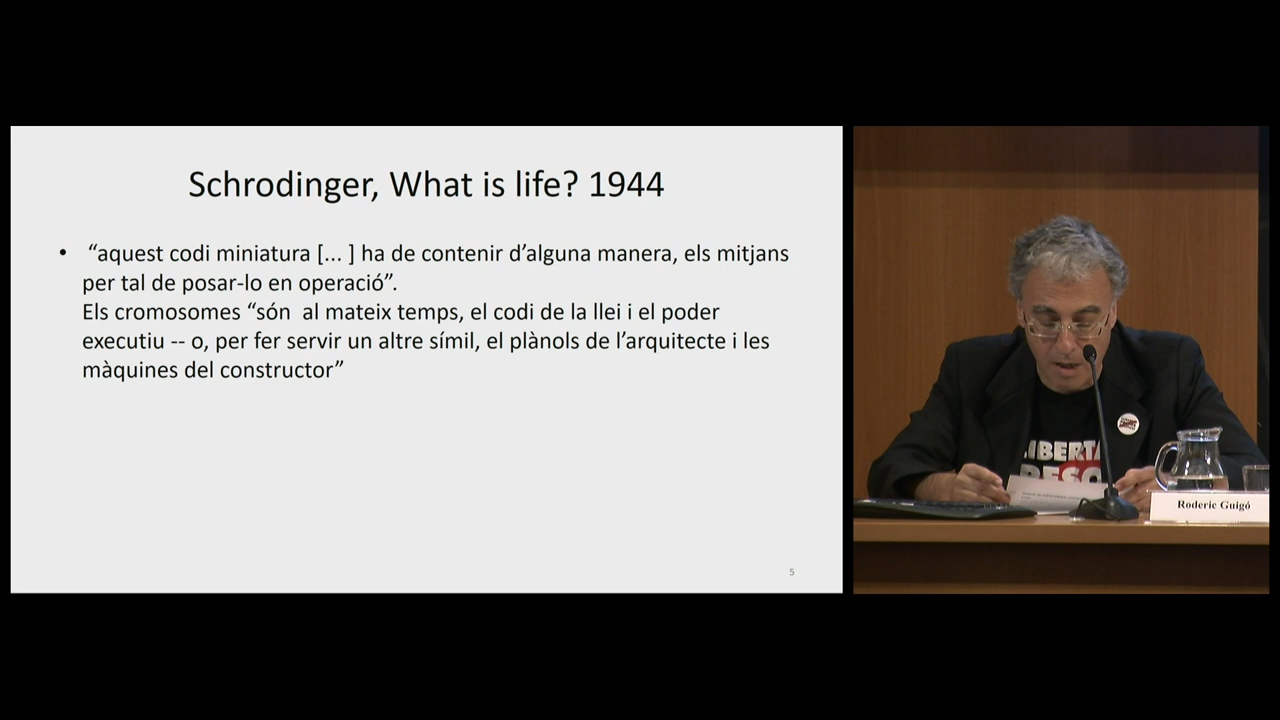 Schrodinger, What is life? 1944
• “aquest codi miniatura [... ] ha de contenir d’alguna manera, els mitjans
per tal de posar-lo en operació”.
Els cromosomes “són al mateix temps, el codi de la llei i el poder
executiu -- o, per fer servir un altre símil, el plànols de l’arquitecte i les
màquines del constructor”
5
Roderic Guigó